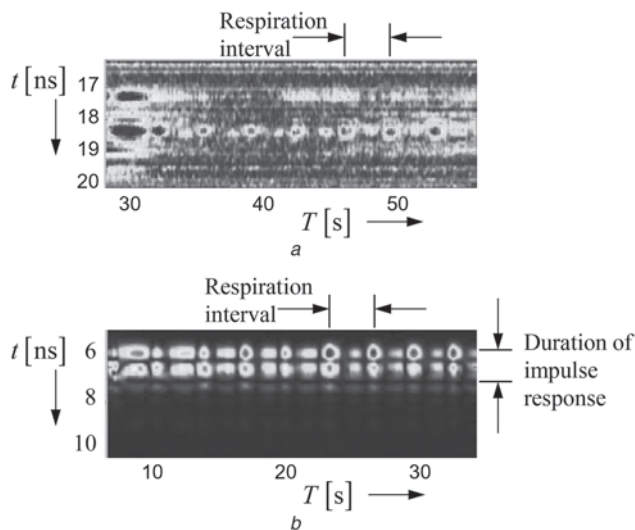 Respiration
interval
t [ns]
17
18
19
20
30
40
50
T [s]
a
Respiration
interval
t [ns]
6
8
10
Duration of
impulse
response
10
20
30
T [s]
b